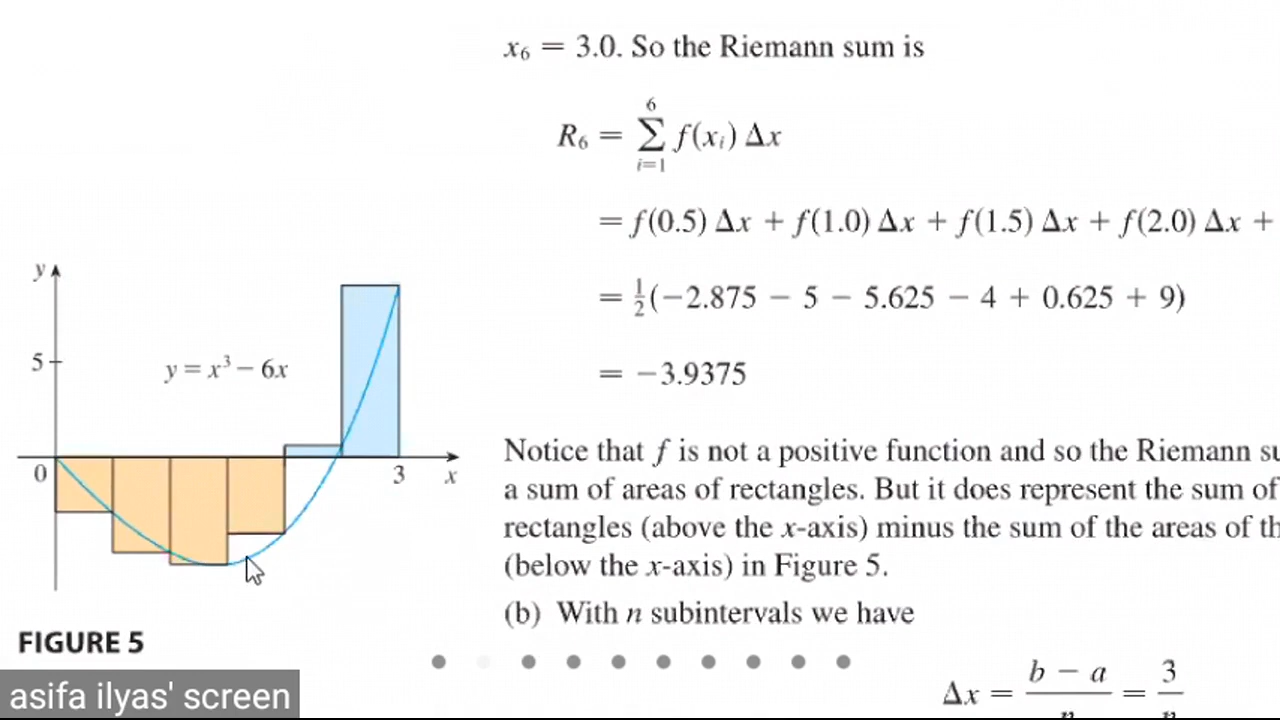 x₆ = 3.0. So the Riemann sum is
R₆ = ∑ᵢ₌₁⁶ f(xᵢ) Δx
= f(0.5) Δx + f(1.0) Δx + f(1.5) Δx + f(2.0) Δx +
= ½(−2.875 − 5 − 5.625 − 4 + 0.625 + 9)
= −3.9375
y
5
y = x³ − 6x
0
3
x
FIGURE 5
Notice that f is not a positive function and so the Riemann
a sum of areas of rectangles. But it does represent the sum of
rectangles (above the x-axis) minus the sum of the areas of
(below the x-axis) in Figure 5.
(b) With n subintervals we have
Δx = (b − a)/n = 3/n
asifa ilyas' screen